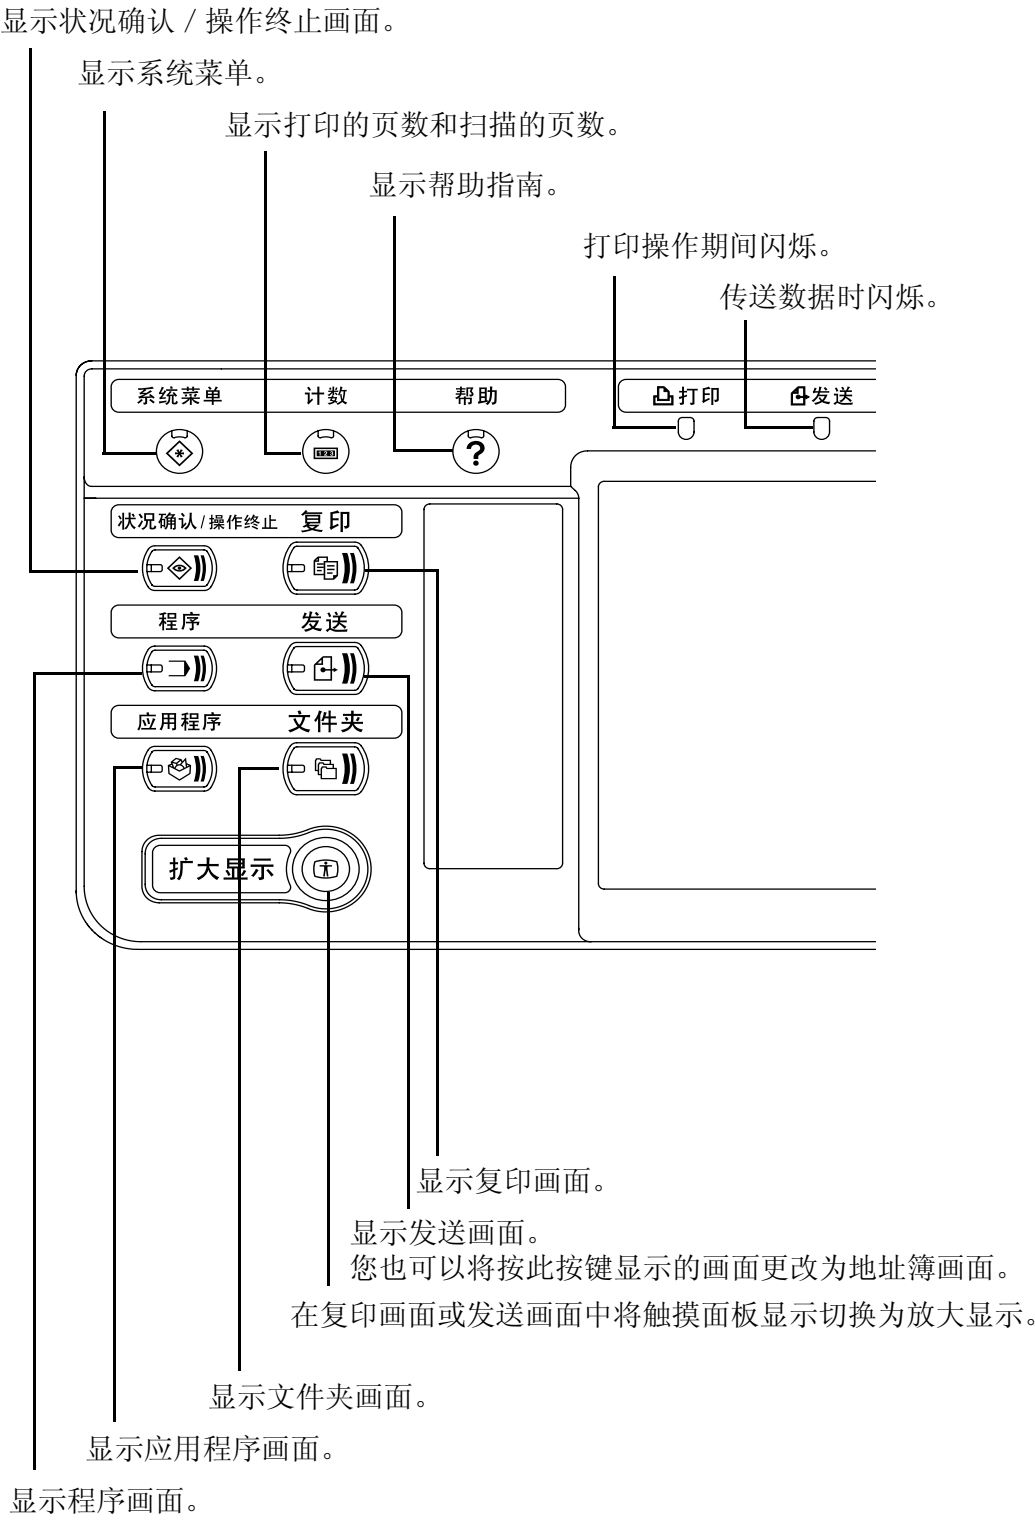 显示状况确认 / 操作终止画面。
显示系统菜单。
显示打印的页数和扫描的页数。
显示帮助指南。
打印操作期间闪烁。
传送数据时闪烁。
系统菜单 计数 帮助 打印 发送
123
?
状况确认/操作终止 复印
程序 发送
应用程序 文件夹
扩大显示
显示复印画面。
显示发送画面。
您也可以将按此按键显示的画面更改为地址簿画面。
在复印画面或发送画面中将触摸面板显示切换为放大显示。
显示文件夹画面。
显示应用程序画面。
显示程序画面。